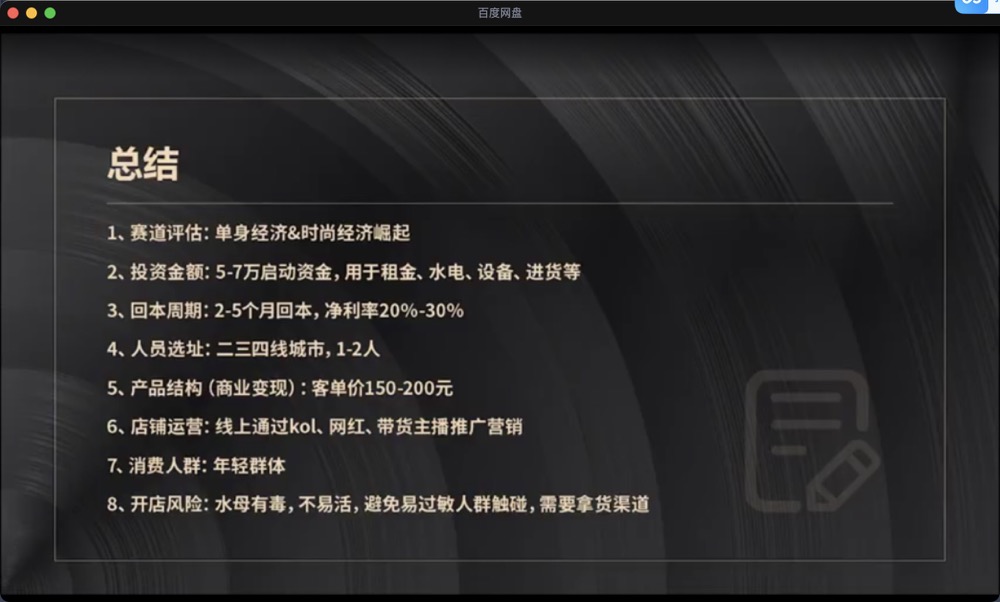 百度网盘
总结
1、赛道评估：单身经济&时尚经济崛起
2、投资金额：5-7万启动资金，用于租金、水电、设备、进货等
3、回本周期：2-5个月回本，净利率20%-30%
4、人员选址：二三四线城市，1-2人
5、产品结构（商业变现）：客单价150-200元
6、店铺运营：线上通过kol、网红、带货主播推广营销
7、消费人群：年轻群体
8、开店风险：水母有毒，不易活，避免易过敏人群触碰，需要拿货渠道